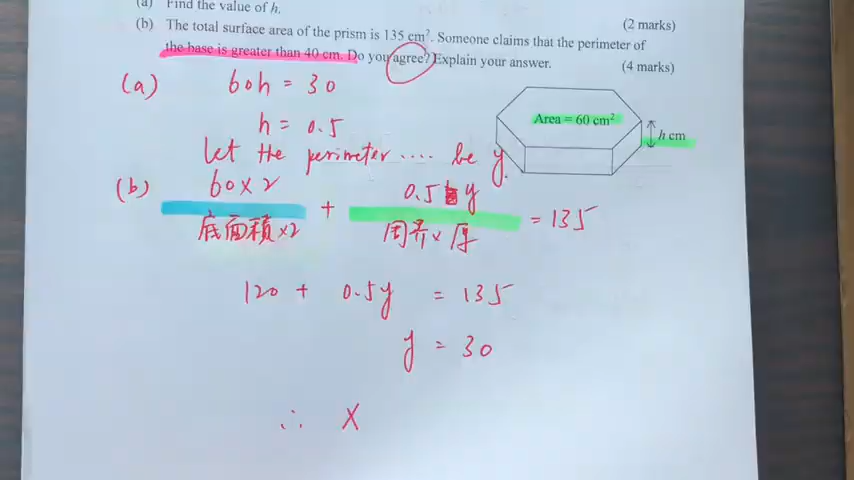 (a) Find the value of h.
(2 marks)
(b) The total surface area of the prism is 135 cm². Someone claims that the perimeter of
the base is greater than 40 cm. Do you agree? Explain your answer.
(4 marks)
(a) 60h = 30
h = 0.5
Area = 60 cm²
h cm
Let the perimeter .... be y.
(b) 60×2 + 0.5 y = 135
底面積×2 周界×厚
120 + 0.5y = 135
y = 30
∴ X